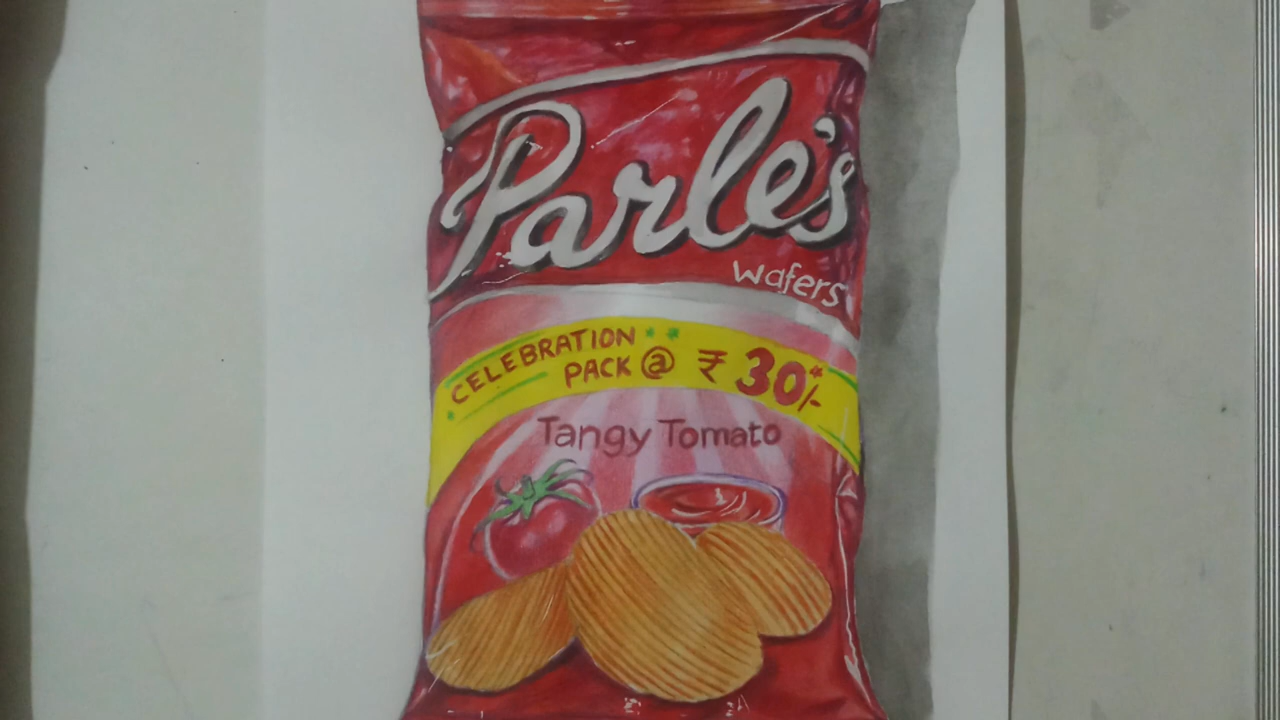 Parle's
Wafers
CELEBRATION
PACK @ ₹ 30*/-
Tangy Tomato